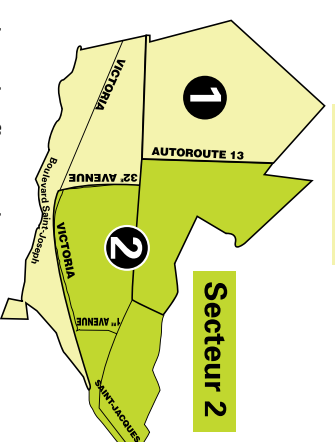 VICTORIA
1
AUTOROUTE 13
32e AVENUE
Boulevard Saint-Joseph
VICTORIA
2
Secteur 2
1re AVENUE
SAINT-JACQUES